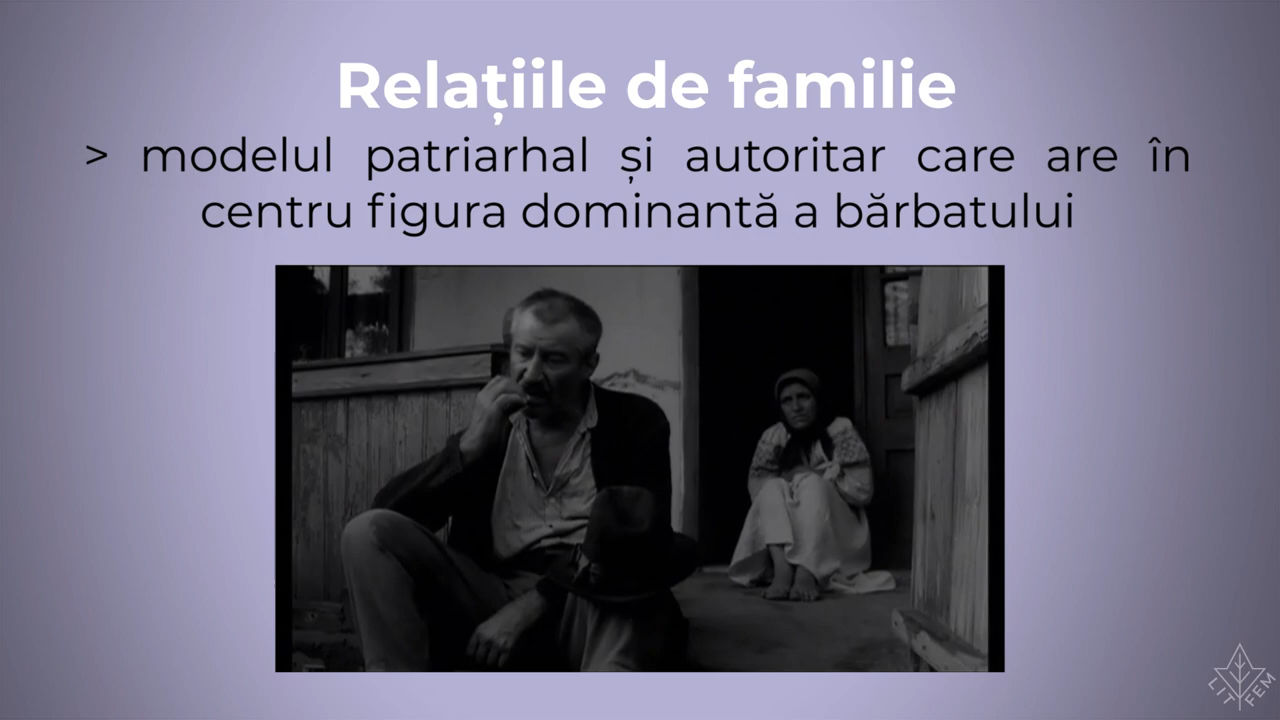 Relațiile de familie
> modelul patriarhal și autoritar care are în
centru figura dominantă a bărbatului
LIT FEM